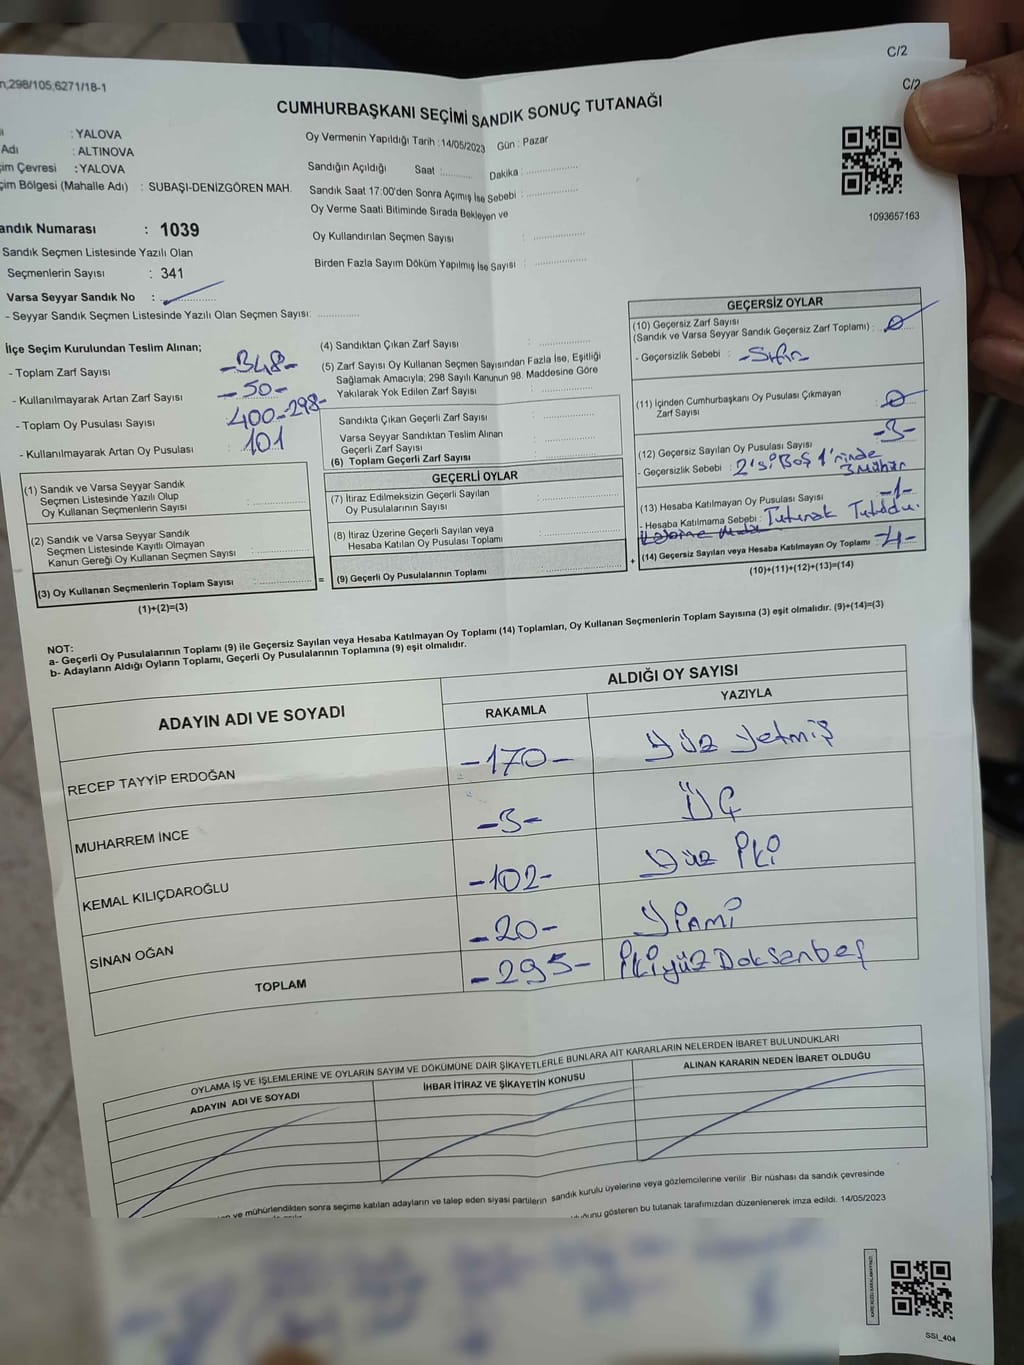 C/2
C/2
298/105;6271/18-1
CUMHURBAŞKANI SEÇİMİ SANDIK SONUÇ TUTANAĞI
: YALOVA
Adı : ALTINOVA
Çevresi : YALOVA
Bölgesi (Mahalle Adı) : SUBAŞI-DENİZGÖREN MAH.
Sandık Numarası : 1039
Sandık Seçmen Listesinde Yazılı Olan
Seçmenlerin Sayısı : 341
Varsa Seyyar Sandık No :
- Seyyar Sandık Seçmen Listesinde Yazılı Olan Seçmen Sayısı:
Oy Vermenin Yapıldığı Tarih : 14/05/2023 Gün : Pazar
Sandığın Açıldığı Saat : Dakika :
Sandık Saat 17:00'den Sonra Açımış İse Sebebi :
Oy Verme Saati Bitiminde Sırada Bekleyen ve
Oy Kullandırılan Seçmen Sayısı :
Birden Fazla Sayım Döküm Yapılmış İse Sayısı :
1093657163
İlçe Seçim Kurulundan Teslim Alınan;
- Toplam Zarf Sayısı -348-
- Kullanılmayarak Artan Zarf Sayısı -50-
- Toplam Oy Pusulası Sayısı 400 -298-
- Kullanılmayarak Artan Oy Pusulası : 101
(1) Sandık ve Varsa Seyyar Sandık
Seçmen Listesinde Yazılı Olup
Oy Kullanan Seçmenlerin Sayısı :
(2) Sandık ve Varsa Seyyar Sandık
Seçmen Listesinde Kayıtlı Olmayan
Kanun Gereği Oy Kullanan Seçmen Sayısı :
(3) Oy Kullanan Seçmenlerin Toplam Sayısı :
(1)+(2)=(3)
(4) Sandıktan Çıkan Zarf Sayısı :
(5) Zarf Sayısı Oy Kullanan Seçmen Sayısından Fazla İse, Eşitliği
Sağlamak Amacıyla; 298 Sayılı Kanunun 98. Maddesine Göre
Yakılarak Yok Edilen Zarf Sayısı :
Sandıkta Çıkan Geçerli Zarf Sayısı :
Varsa Seyyar Sandıktan Teslim Alınan
Geçerli Zarf Sayısı :
(6) Toplam Geçerli Zarf Sayısı :
GEÇERLİ OYLAR
(7) İtiraz Edilmeksizin Geçerli Sayılan
Oy Pusulalarının Sayısı :
(8) İtiraz Üzerine Geçerli Sayılan veya
Hesaba Katılan Oy Pusulası Toplamı :
= (9) Geçerli Oy Pusulalarının Toplamı : +
GEÇERSİZ OYLAR
(10) Geçersiz Zarf Sayısı
(Sandık ve Varsa Seyyar Sandık Geçersiz Zarf Toplamı) : 0
- Geçersizlik Sebebi : -Sıfır-
(11) İçinden Cumhurbaşkanı Oy Pusulası Çıkmayan
Zarf Sayısı : 0
(12) Geçersiz Sayılan Oy Pusulası Sayısı : -3-
- Geçersizlik Sebebi : 2'si Boş 1'ninde
3 Mühür
(13) Hesaba Katılmayan Oy Pusulası Sayısı : -1-
- Hesaba Katılmama Sebebi : Tutanak Tutuldu.
(14) Geçersiz Sayılan veya Hesaba Katılmayan Oy Toplamı : -4-
(10)+(11)+(12)+(13)=(14)
NOT:
a- Geçerli Oy Pusulalarının Toplamı (9) ile Geçersiz Sayılan veya Hesaba Katılmayan Oy Toplamı (14) Toplamları, Oy Kullanan Seçmenlerin Toplam Sayısına (3) eşit olmalıdır. (9)+(14)=(3)
b- Adayların Aldığı Oyların Toplamı, Geçerli Oy Pusulalarının Toplamına (9) eşit olmalıdır.
ADAYIN ADI VE SOYADI
ALDIĞI OY SAYISI
RAKAMLA YAZIYLA
RECEP TAYYİP ERDOĞAN -170- Yüz Yetmiş
MUHARREM İNCE -3- ÜÇ
KEMAL KILIÇDAROĞLU -102- Yüz İki
SİNAN OĞAN -20- Yirmi
TOPLAM -295- İkiyüz Doksanbeş
OYLAMA İŞ VE İŞLEMLERİNE VE OYLARIN SAYIM VE DÖKÜMÜNE DAİR ŞİKAYETLERLE BUNLARA AİT KARARLARIN NELERDEN İBARET BULUNDUKLARI
ADAYIN ADI VE SOYADI İHBAR İTİRAZ VE ŞİKAYETİN KONUSU ALINAN KARARIN NEDEN İBARET OLDUĞU
ve mühürlendikten sonra seçime katılan adayların ve talep eden siyasi partilerin sandık kurulu üyelerine veya gözlemcilerine verilir. Bir nüshası da sandık çevresinde
gösteren bu tutanak tarafımızdan düzenlenerek imza edildi. 14/05/2023
SSI_404